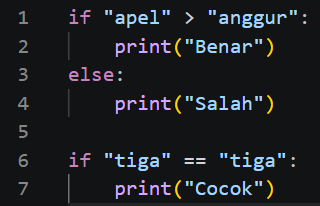 1 if "apel" > "anggur":
2     print("Benar")
3 else:
4     print("Salah")
5
6 if "tiga" == "tiga":
7     print("Cocok")